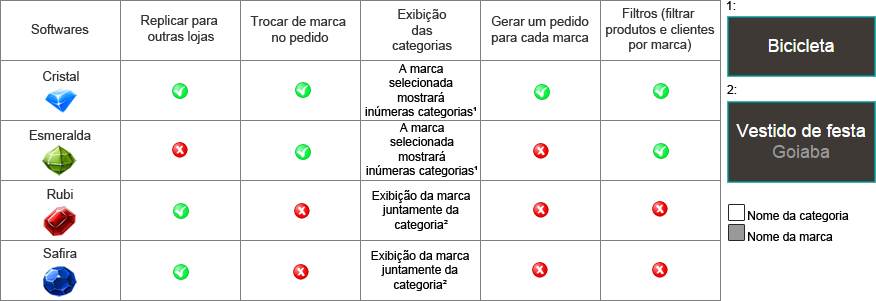 Softwares
Replicar para
outras lojas
Trocar de marca
no pedido
Exibição
das
categorias
Gerar um pedido
para cada marca
Filtros (filtrar
produtos e clientes
por marca)
Cristal
A marca
selecionada
mostrará
inúmeras categorias¹
Esmeralda
A marca
selecionada
mostrará
inúmeras categorias¹
Rubi
Exibição da marca
juntamente da
categoria²
Safira
Exibição da marca
juntamente da
categoria²
1:
Bicicleta
2:
Vestido de festa
Goiaba
Nome da categoria
Nome da marca